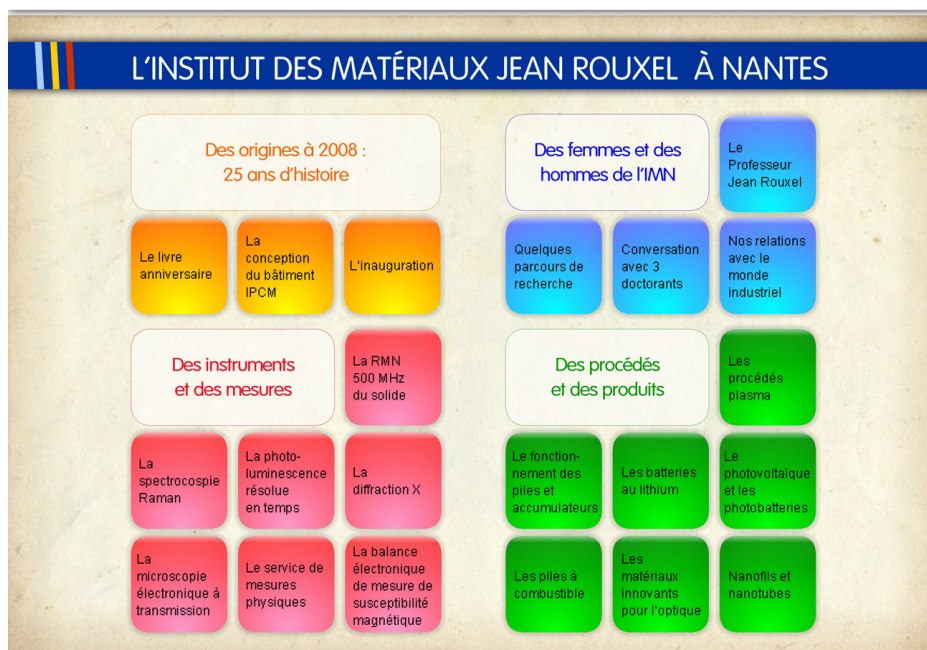 L'INSTITUT DES MATÉRIAUX JEAN ROUXEL À NANTES
Des origines à 2008 :
25 ans d'histoire
Le livre
anniversaire
La
conception
du bâtiment
IPCM
L'inauguration
Des femmes et des
hommes de l'IMN
Le
Professeur
Jean Rouxel
Quelques
parcours de
recherche
Conversation
avec 3
doctorants
Nos relations
avec le
monde
industriel
Des instruments
et des mesures
La RMN
500 MHz
du solide
La
spectrocospie
Raman
La photo-
luminescence
résolue
en temps
La
diffraction X
La
microscopie
électronique à
transmission
Le service de
mesures
physiques
La balance
électronique
de mesure de
susceptibilité
magnétique
Des procédés
et des produits
Les
procédés
plasma
Le fonction-
nement des
piles et
accumulateurs
Les batteries
au lithium
Le
photovoltaïque
et les
photobatteries
Les piles à
combustible
Les
matériaux
innovants
pour l'optique
Nanofils et
nanotubes